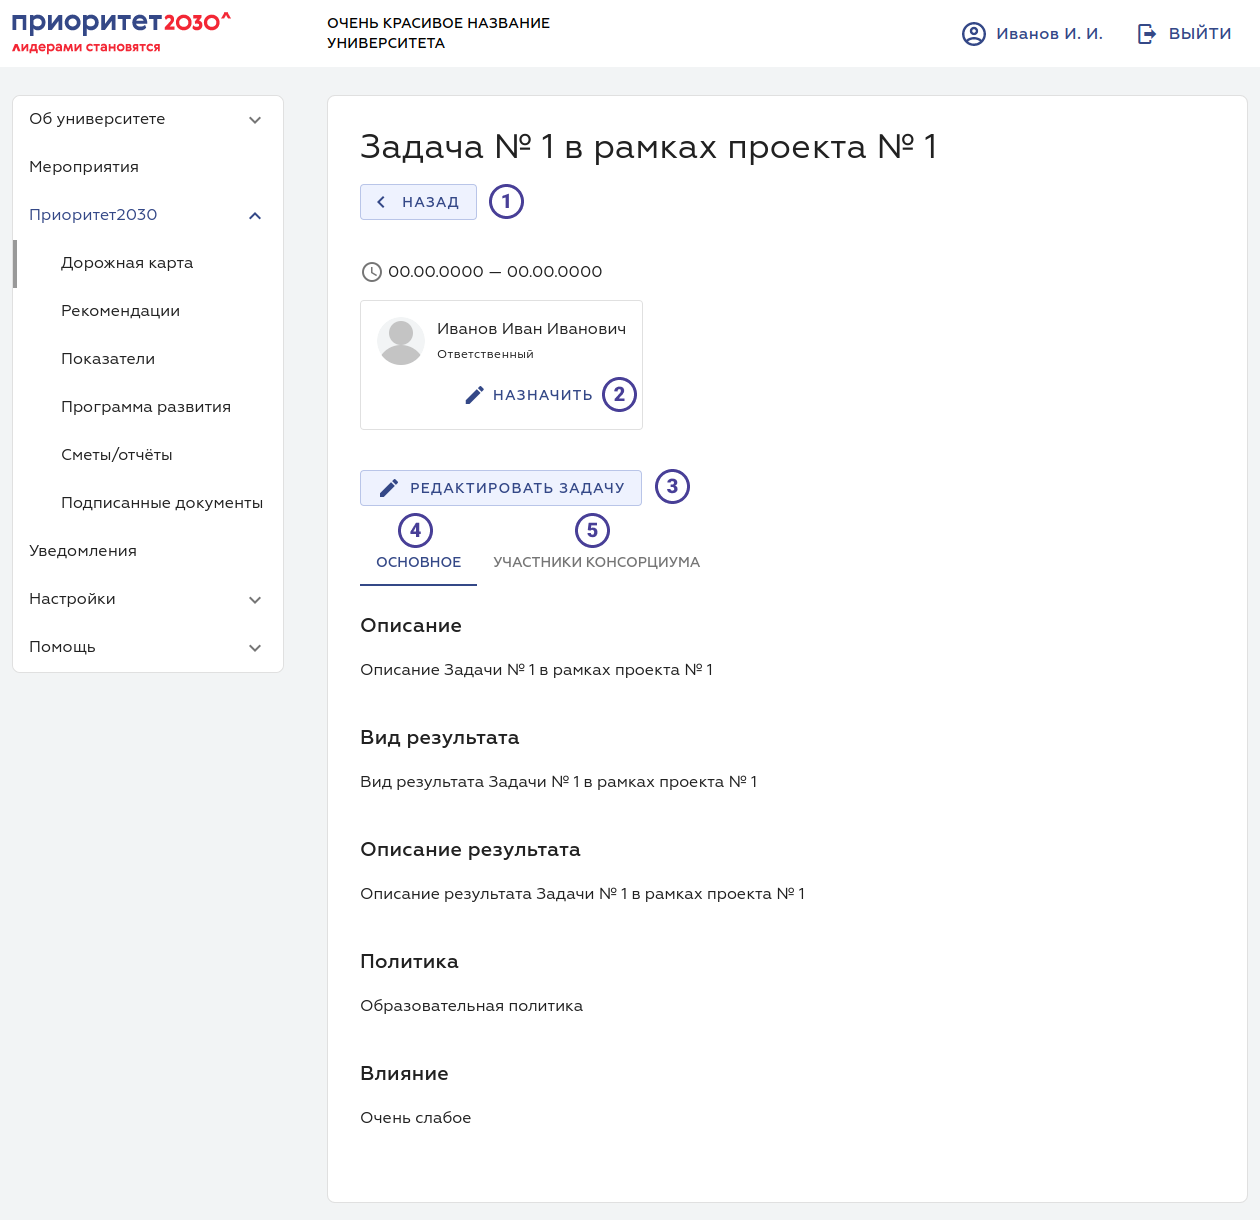 приоритет2030^
лидерами становятся
ОЧЕНЬ КРАСИВОЕ НАЗВАНИЕ
УНИВЕРСИТЕТА
Иванов И. И.
ВЫЙТИ
Об университете
Мероприятия
Приоритет2030
Дорожная карта
Рекомендации
Показатели
Программа развития
Сметы/отчёты
Подписанные документы
Уведомления
Настройки
Помощь
Задача № 1 в рамках проекта № 1
НАЗАД 1
00.00.0000 — 00.00.0000
Иванов Иван Иванович
Ответственный
НАЗНАЧИТЬ 2
РЕДАКТИРОВАТЬ ЗАДАЧУ 3
4 5
ОСНОВНОЕ УЧАСТНИКИ КОНСОРЦИУМА
Описание
Описание Задачи № 1 в рамках проекта № 1
Вид результата
Вид результата Задачи № 1 в рамках проекта № 1
Описание результата
Описание результата Задачи № 1 в рамках проекта № 1
Политика
Образовательная политика
Влияние
Очень слабое